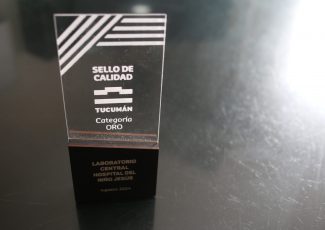 SELLO DE
CALIDAD
TUCUMÁN
Categoría
ORO
LABORATORIO
CENTRAL
HOSPITAL DEL
NIÑO JESÚS